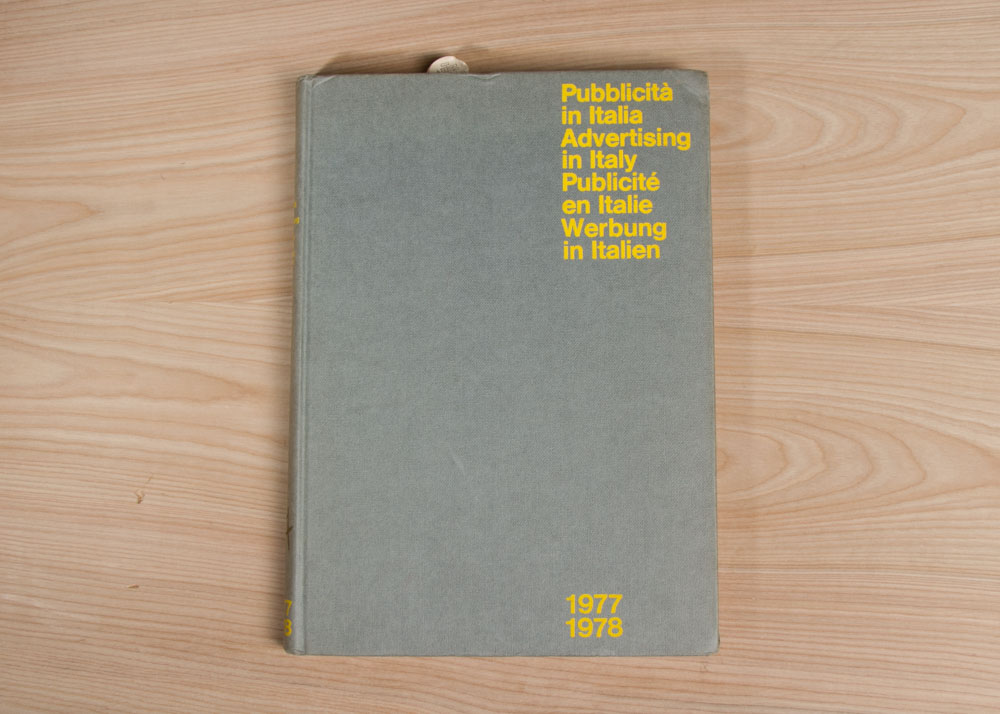 Pubblicità
in Italia
Advertising
in Italy
Publicité
en Italie
Werbung
in Italien
1977
1978